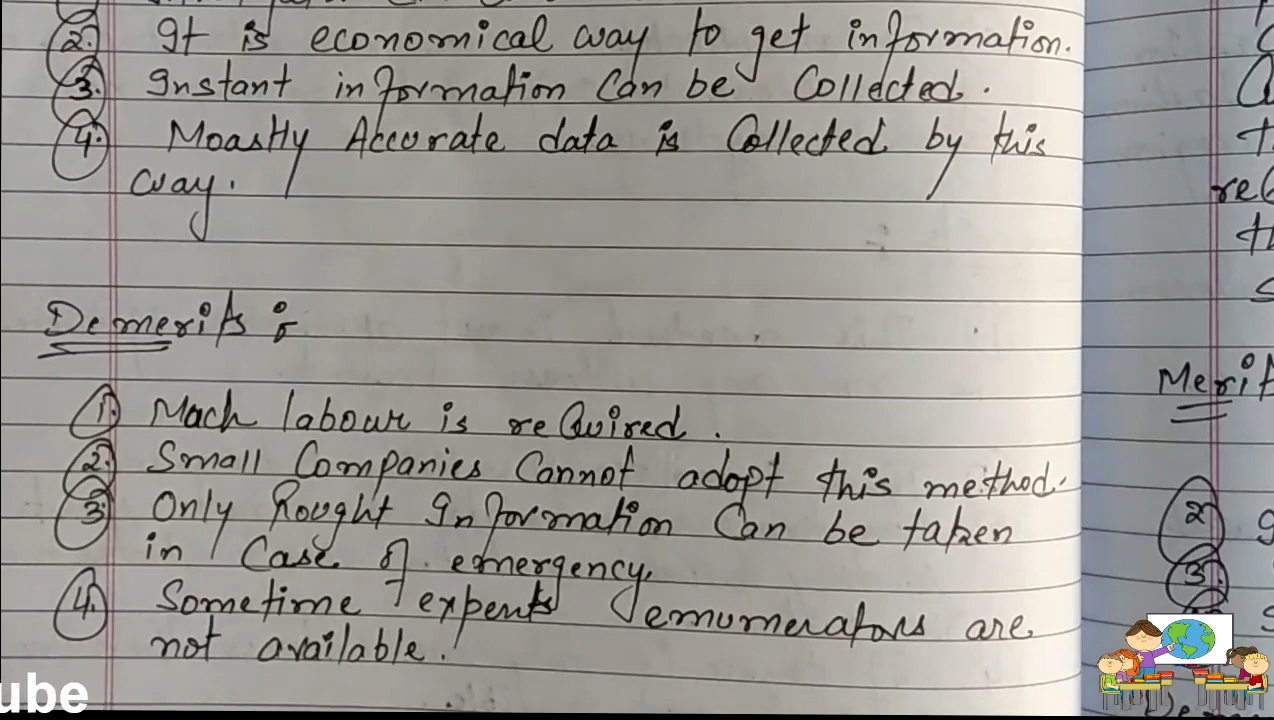 2. It is economical way to get information.
3. Instant information Can be Collected.
4. Moastly Accurate data is Collected by this
way.
Demerits :
1. Mach labour is reQuired.
2. Small Companies Cannot adopt this method.
3 Only Rought Information Can be taken
in Case of emergency.
4. Sometime experts enumerators are
not available.
Merit
2
3.
ube